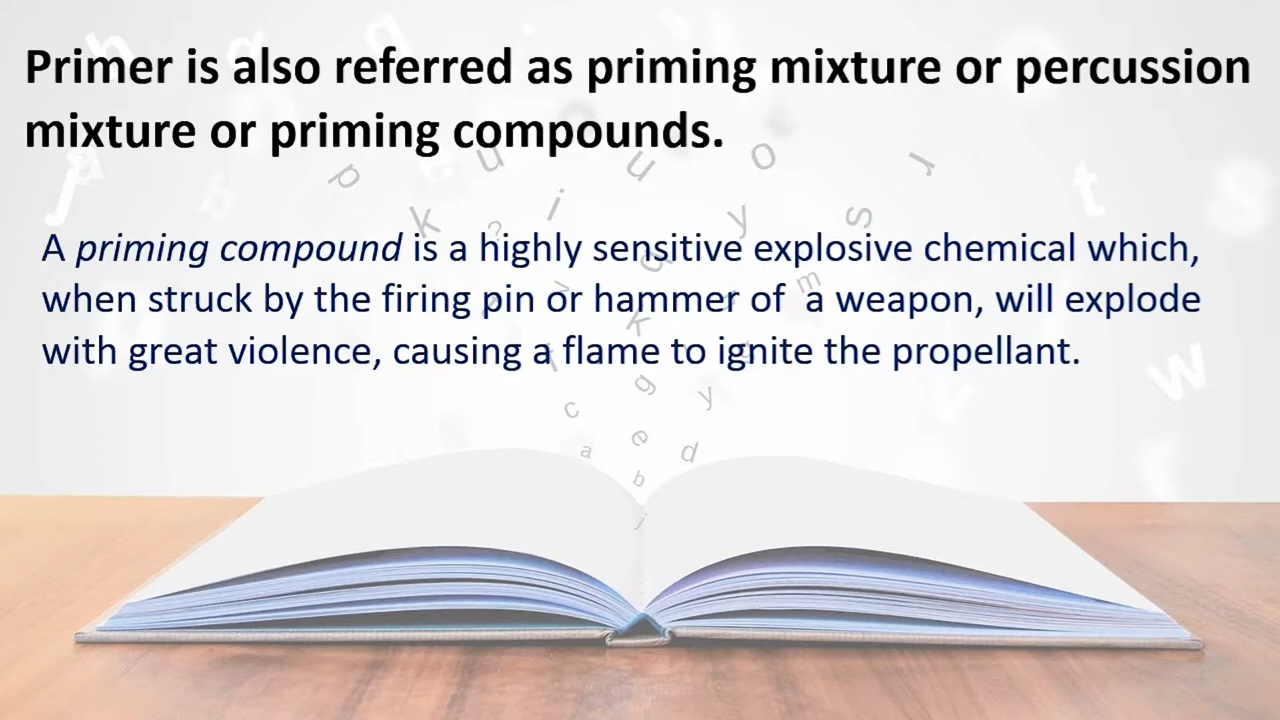 Primer is also referred as priming mixture or percussion
mixture or priming compounds.
A priming compound is a highly sensitive explosive chemical which,
when struck by the firing pin or hammer of  a weapon, will explode
with great violence, causing a flame to ignite the propellant.